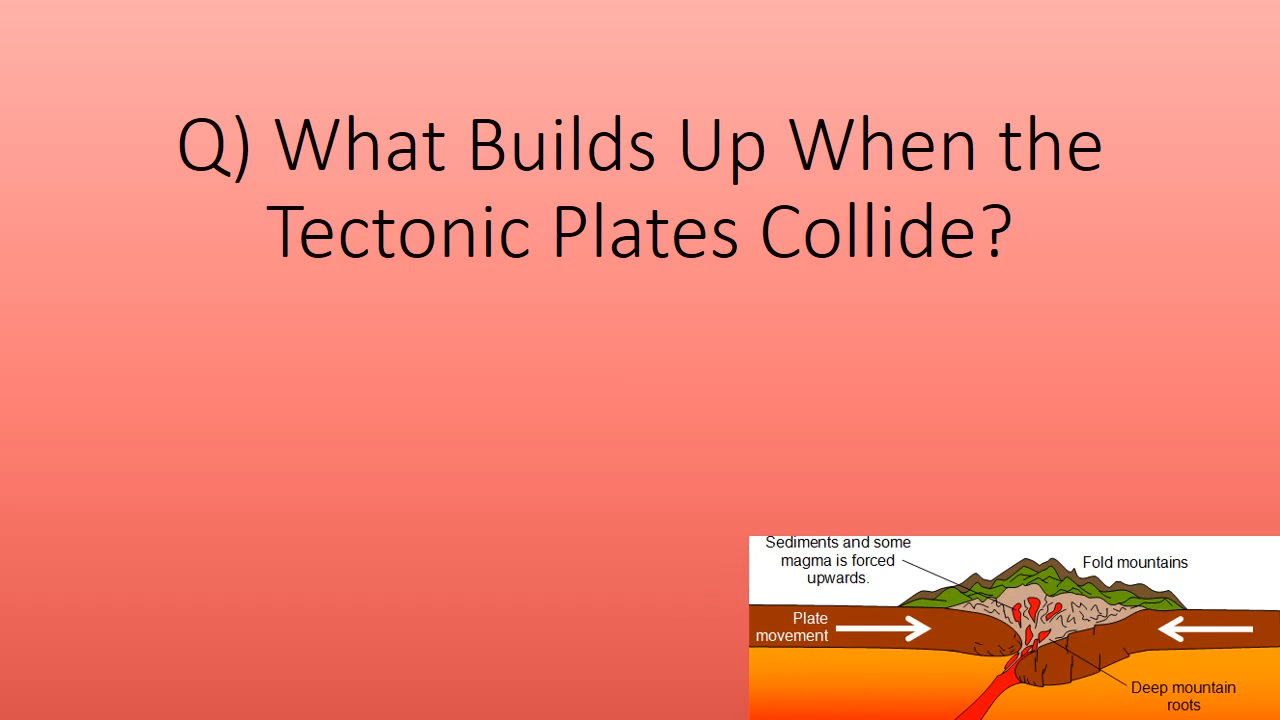 Q) What Builds Up When the
Tectonic Plates Collide?
Sediments and some
magma is forced
upwards.
Fold mountains
Plate
movement
Deep mountain
roots